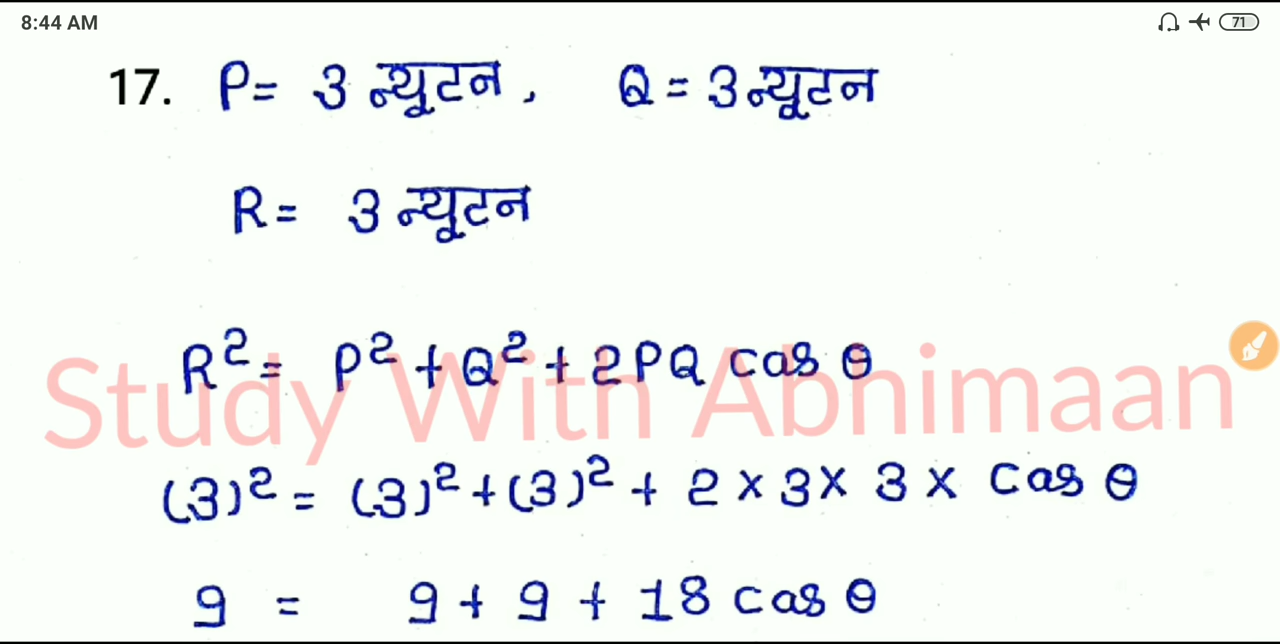 8:44 AM 71
17. P= 3 न्यूटन, Q = 3 न्यूटन
R = 3 न्यूटन
R² = P² + Q² + 2PQ cos θ
Study With Abhimaan
(3)² = (3)² + (3)² + 2 × 3 × 3 × cos θ
9 = 9 + 9 + 18 cos θ